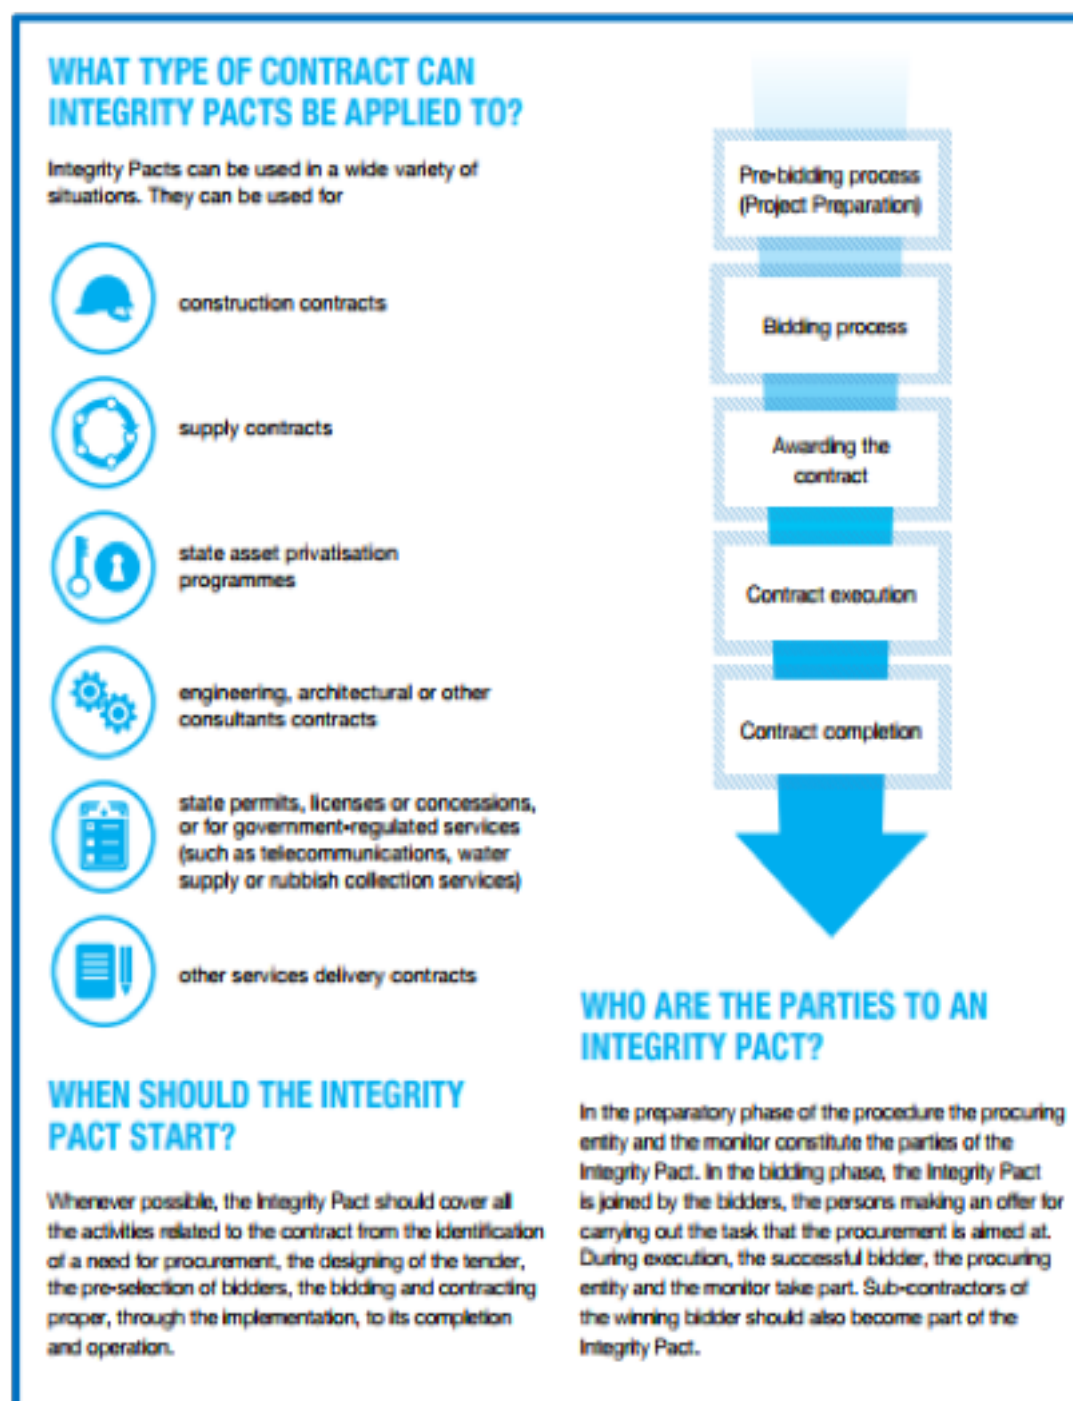 WHAT TYPE OF CONTRACT CAN
INTEGRITY PACTS BE APPLIED TO?
Integrity Pacts can be used in a wide variety of
situations. They can be used for
construction contracts
supply contracts
state asset privatisation
programmes
engineering, architectural or other
consultants contracts
state permits, licenses or concessions,
or for government-regulated services
(such as telecommunications, water
supply or rubbish collection services)
other services delivery contracts
WHEN SHOULD THE INTEGRITY
PACT START?
Whenever possible, the Integrity Pact should cover all
the activities related to the contract from the identification
of a need for procurement, the designing of the tender,
the pre-selection of bidders, the bidding and contracting
proper, through the implementation, to its completion
and operation.
Pre-bidding process
(Project Preparation)
Bidding process
Awarding the
contract
Contract execution
Contract completion
WHO ARE THE PARTIES TO AN
INTEGRITY PACT?
In the preparatory phase of the procedure the procuring
entity and the monitor constitute the parties of the
Integrity Pact. In the bidding phase, the Integrity Pact
is joined by the bidders, the persons making an offer for
carrying out the task that the procurement is aimed at.
During execution, the successful bidder, the procuring
entity and the monitor take part. Sub-contractors of
the winning bidder should also become part of the
Integrity Pact.